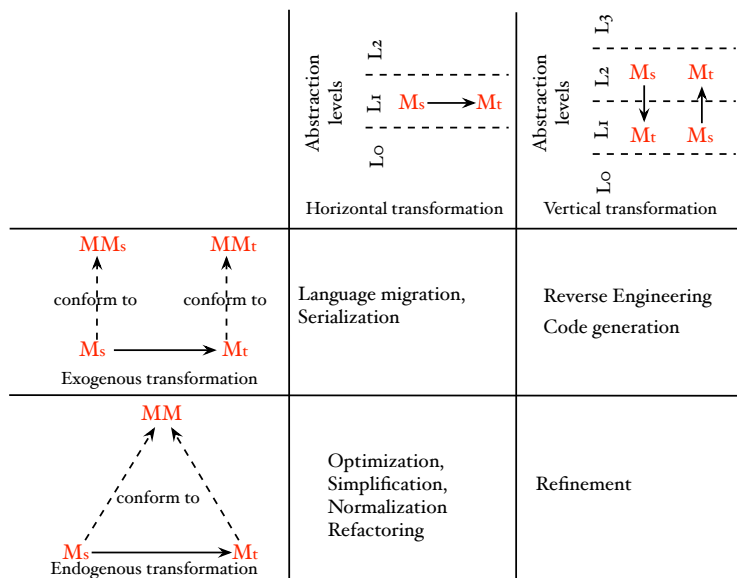 Abstraction
levels
L2
L1
L0
Ms
Mt
Horizontal transformation
Abstraction
levels
L3
L2
L1
L0
Ms
Mt
Mt
Ms
Vertical transformation
MMs
MMt
conform to
conform to
Ms
Mt
Exogenous transformation
Language migration,
Serialization
Reverse Engineering
Code generation
MM
conform to
Ms
Mt
Endogenous transformation
Optimization,
Simplification,
Normalization
Refactoring
Refinement